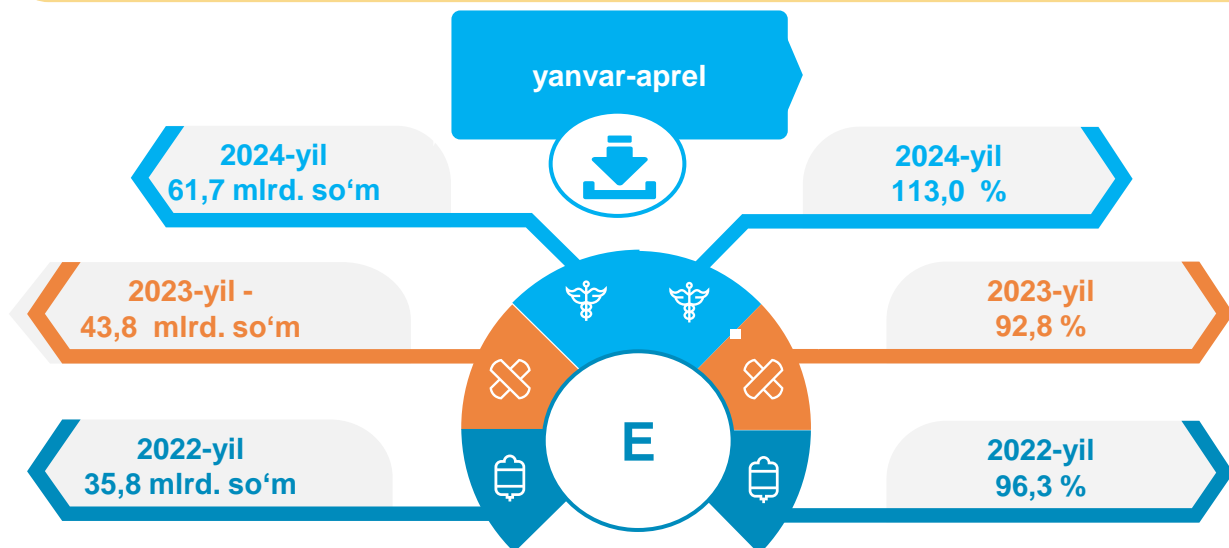 yanvar-aprel
2024-yil
61,7 mlrd. so‘m
2024-yil
113,0 %
2023-yil -
43,8 mlrd. so‘m
2023-yil
92,8 %
E
2022-yil
35,8 mlrd. so‘m
2022-yil
96,3 %